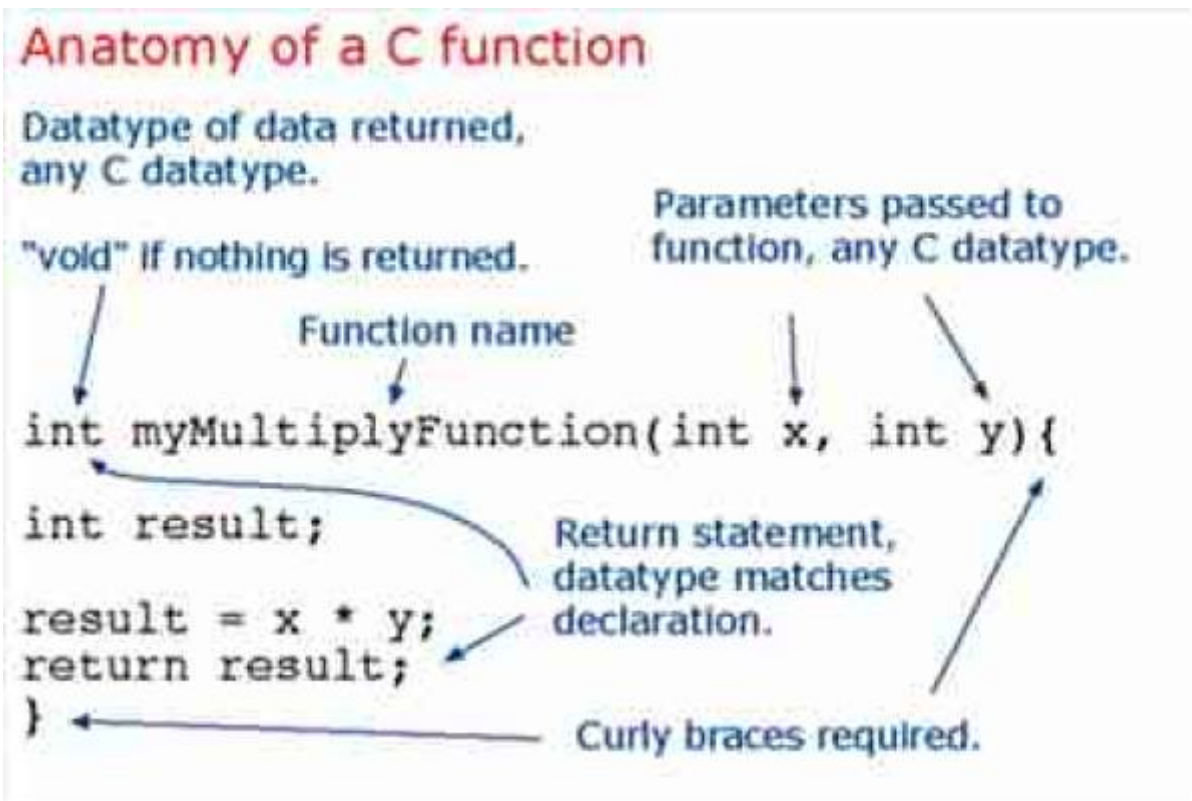 Anatomy of a C function
Datatype of data returned,
any C datatype.
"void" if nothing is returned.
Parameters passed to
function, any C datatype.
Function name
int myMultiplyFunction(int x, int y){
int result;
Return statement,
datatype matches
declaration.
result = x * y;
return result;
}
Curly braces required.